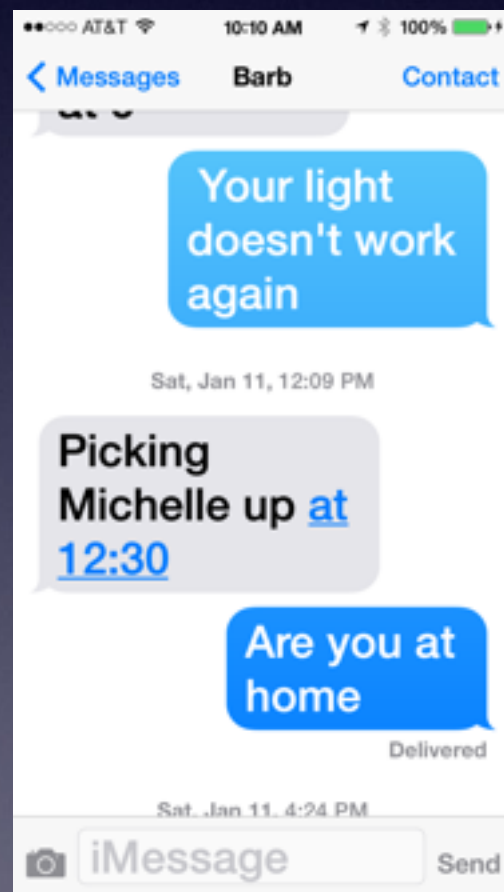 AT&T 10:10 AM 100%
Messages Barb Contact
Your light
doesn't work
again
Sat, Jan 11, 12:09 PM
Picking
Michelle up at
12:30
Are you at
home
Delivered
Sat, Jan 11, 4:24 PM
iMessage Send